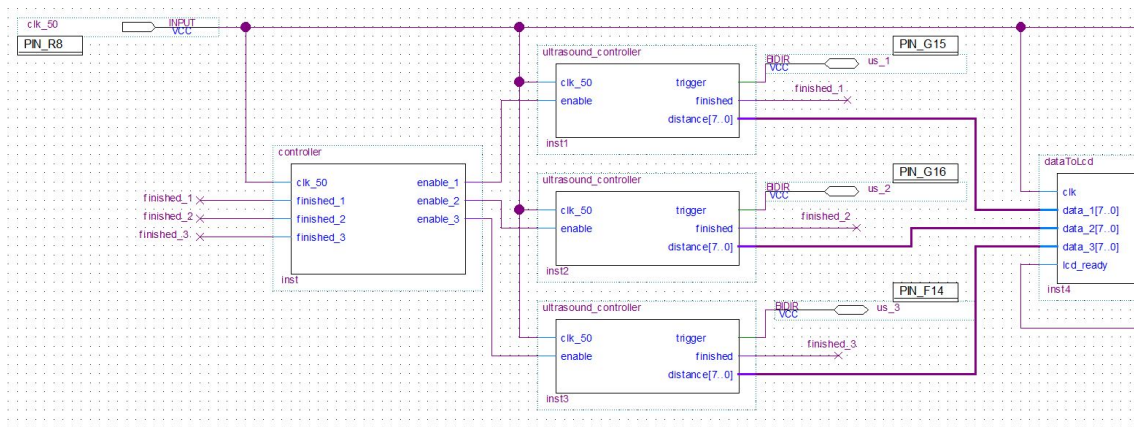 clk_50
INPUT
VCC
PIN_R8
controller
clk_50
finished_1
finished_2
finished_3
enable_1
enable_2
enable_3
inst
finished_1
finished_2
finished_3
ultrasound_controller
clk_50
enable
trigger
finished
distance[7..0]
inst1
BIDIR
VCC
us_1
PIN_G15
finished_1
ultrasound_controller
clk_50
enable
trigger
finished
distance[7..0]
inst2
BIDIR
VCC
us_2
PIN_G16
finished_2
ultrasound_controller
clk_50
enable
trigger
finished
distance[7..0]
inst3
BIDIR
VCC
us_3
PIN_F14
finished_3
dataToLcd
clk
data_1[7..0]
data_2[7..0]
data_3[7..0]
lcd_ready
inst4